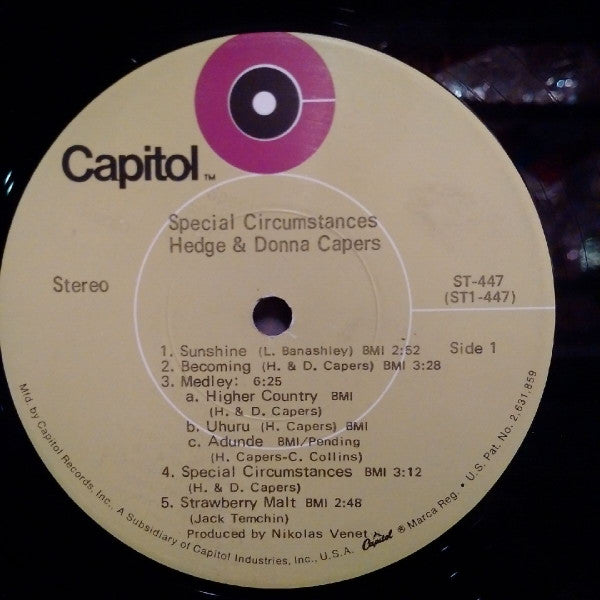 Capitol TM
Special Circumstances
Hedge & Donna Capers
Stereo
ST-447
(ST1-447)
Side 1
1. Sunshine (L. Banashley) BMI 2:52
2. Becoming (H. & D. Capers) BMI 3:28
3. Medley: 6:25
a. Higher Country BMI
(H. & D. Capers)
b. Uhuru (H. Capers) BMI
c. Adunde BMI/Pending
(H. Capers-C. Collins)
4. Special Circumstances BMI 3:12
(H. & D. Capers)
5. Strawberry Malt BMI 2:48
(Jack Temchin)
Produced by Nikolas Venet
Mfd. by Capitol Records, Inc., A Subsidiary of Capitol Industries, Inc., U.S.A. Capitol ® Marca Reg. • U.S. Pat. No. 2,631,859